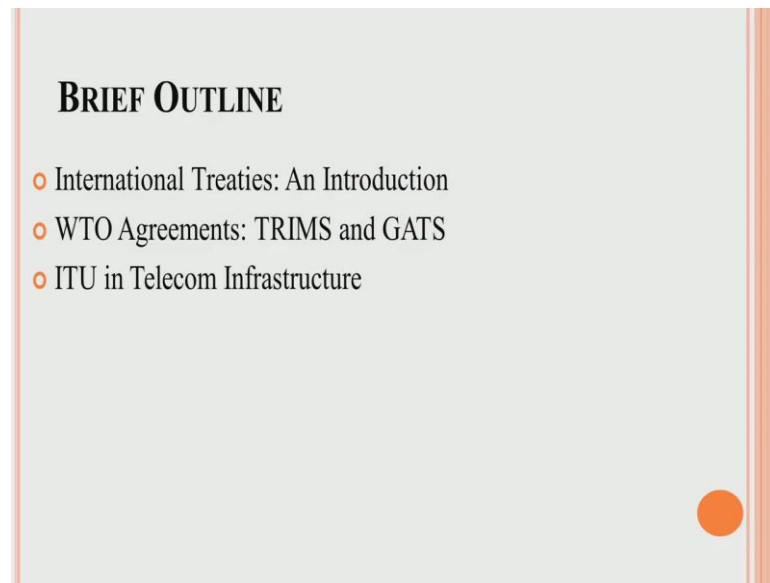 BRIEF OUTLINE
International Treaties: An Introduction
WTO Agreements: TRIMS and GATS
ITU in Telecom Infrastructure